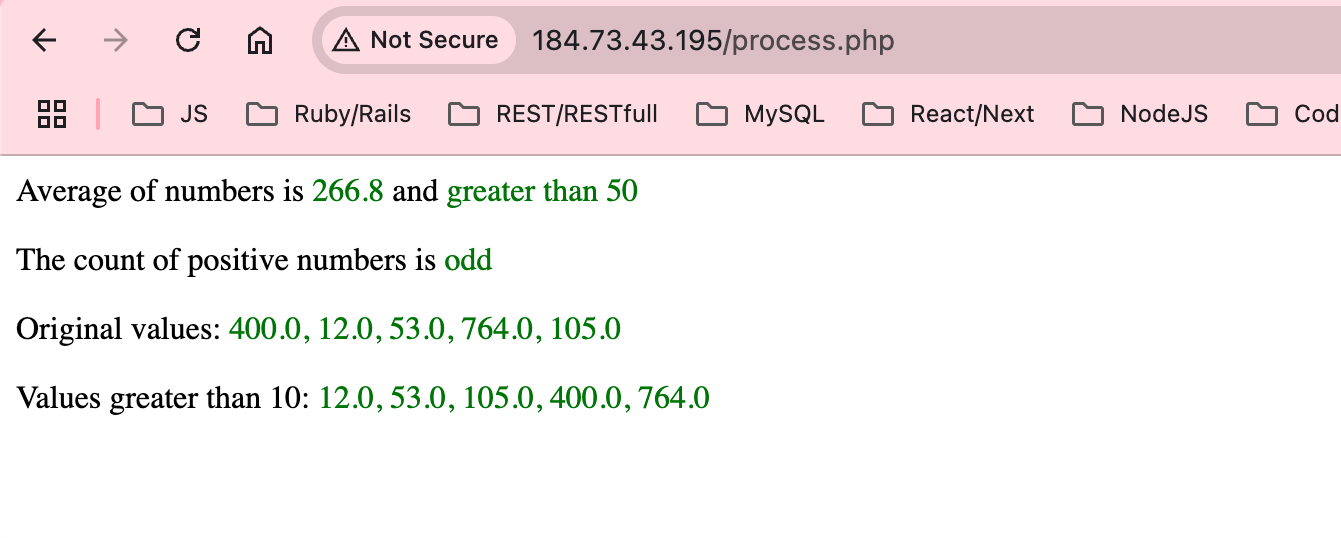 Not Secure 184.73.43.195/process.php
JS Ruby/Rails REST/RESTfull MySQL React/Next NodeJS Cod
Average of numbers is 266.8 and greater than 50
The count of positive numbers is odd
Original values: 400.0, 12.0, 53.0, 764.0, 105.0
Values greater than 10: 12.0, 53.0, 105.0, 400.0, 764.0